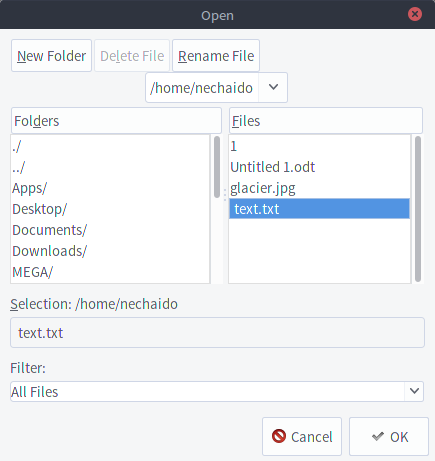 Open
New Folder Delete File Rename File
/home/nechaido
Folders
./
../
Apps/
Desktop/
Documents/
Downloads/
MEGA/
Files
1
Untitled 1.odt
glacier.jpg
text.txt
Selection: /home/nechaido
text.txt
Filter:
All Files
Cancel OK